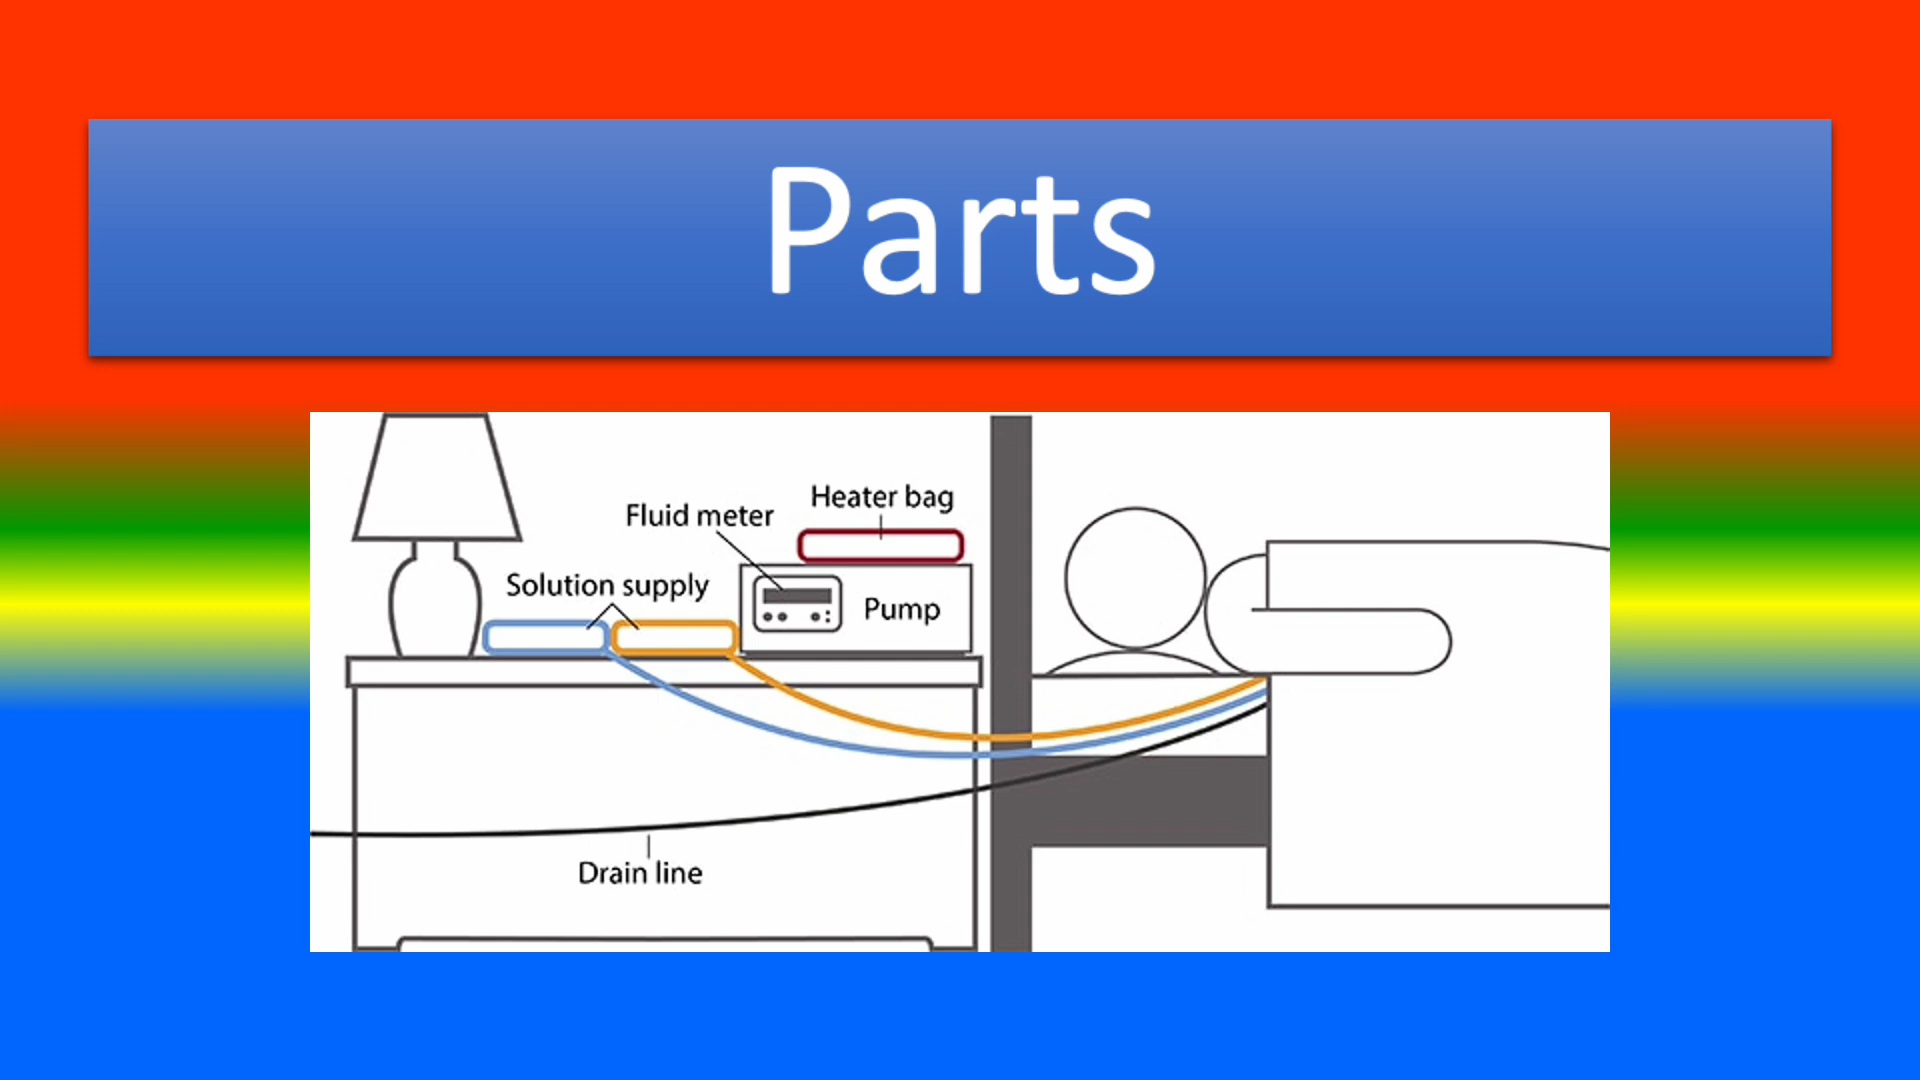 Parts
Heater bag
Fluid meter
Solution supply
Pump
Drain line